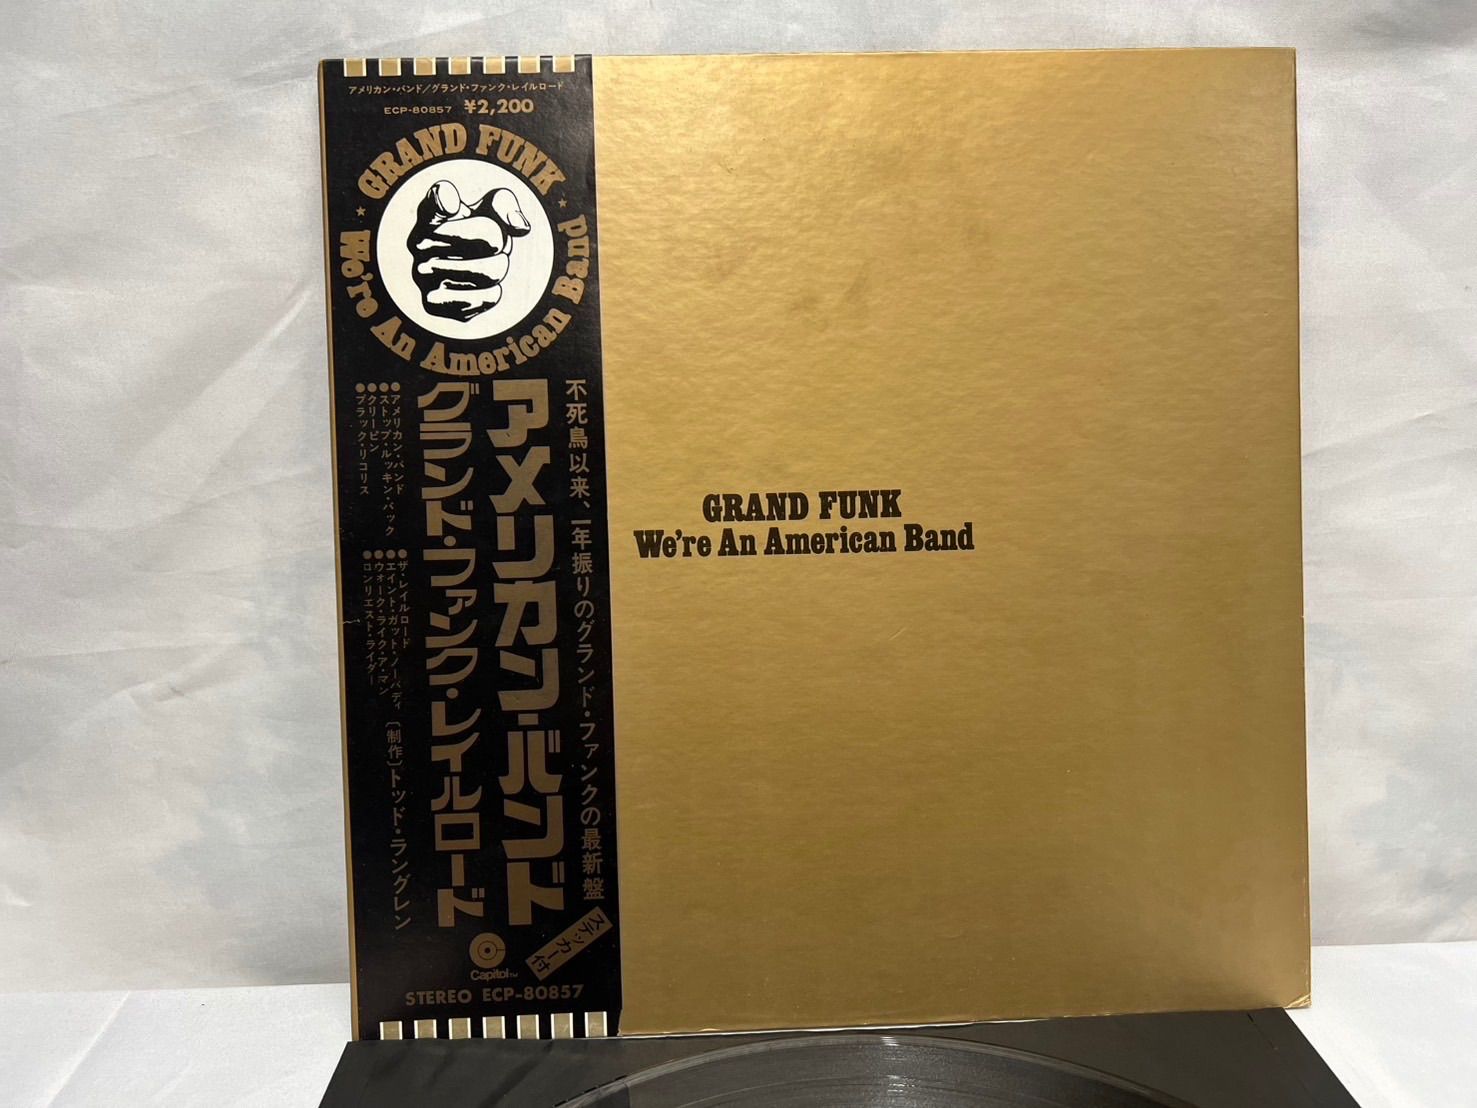 アメリカン・バンド/グランド・ファンク・レイルロード
ECP-80857 ¥2,200
GRAND FUNK
We're An American Band
不死鳥以来、一年振りのグランド・ファンクの最新盤
アメリカン・バンド
グランド・ファンク・レイルロード
●アメリカン・バンド
●ストップ・ルッキン・バック
●クリーピン
●ブラック・リコリス
●ザ・レイルロード
●エイント・ガット・ノーバディ
●ウォーク・ライク・ア・マン
●ロンリエスト・ライダー
〔制作〕トッド・ラングレン
ステッカー付
Capitol™
STEREO ECP-80857
GRAND FUNK
We're An American Band